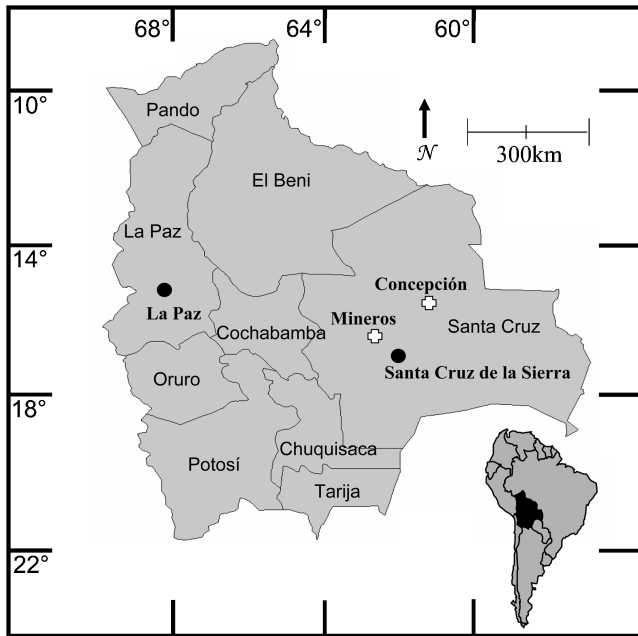 68° 64° 60°
10°
Pando
N
300km
El Beni
La Paz
14°
Concepción
La Paz
Mineros
Santa Cruz
Cochabamba
Santa Cruz de la Sierra
Oruro
18°
Chuquisaca
Potosí
Tarija
22°